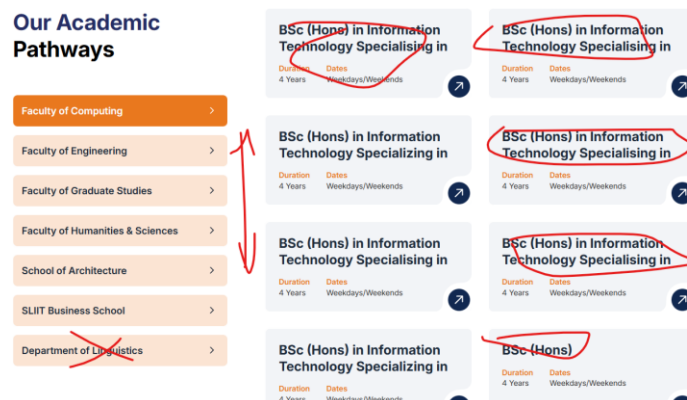 Our Academic
Pathways
Faculty of Computing
Faculty of Engineering
Faculty of Graduate Studies
Faculty of Humanities & Sciences
School of Architecture
SLIIT Business School
Department of Linguistics
BSc (Hons) in Information
Technology Specialising in
Duration Dates
4 Years Weekdays/Weekends
BSc (Hons) in Information
Technology Specialising in
Duration Dates
4 Years Weekdays/Weekends
BSc (Hons) in Information
Technology Specializing in
Duration Dates
4 Years Weekdays/Weekends
BSc (Hons) in Information
Technology Specialising in
Duration Dates
4 Years Weekdays/Weekends
BSc (Hons) in Information
Technology Specialising in
Duration Dates
4 Years Weekdays/Weekends
BSc (Hons) in Information
Technology Specialising in
Duration Dates
4 Years Weekdays/Weekends
BSc (Hons) in Information
Technology Specializing in
Duration Dates
4 Years Weekdays/Weekends
BSc (Hons)
Duration Dates
4 Years Weekdays/Weekends